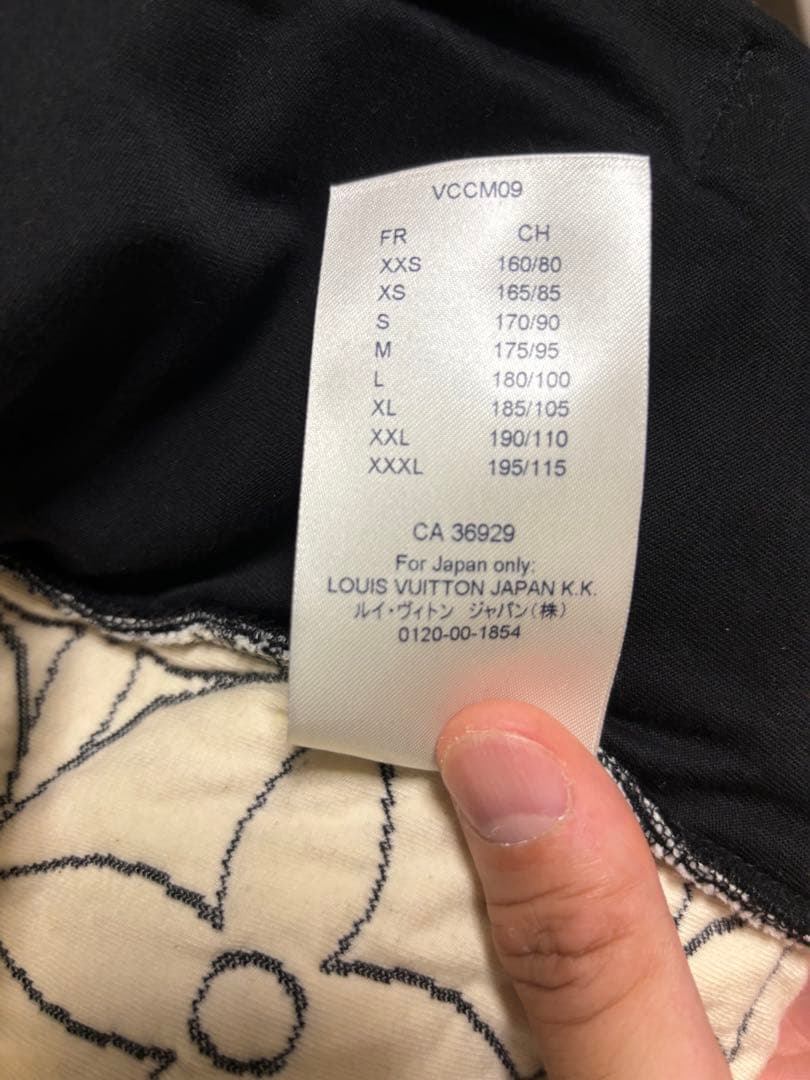 VCCM09
FR CH
XXS 160/80
XS 165/85
S 170/90
M 175/95
L 180/100
XL 185/105
XXL 190/110
XXXL 195/115
CA 36929
For Japan only:
LOUIS VUITTON JAPAN K.K.
ルイ・ヴィトン ジャパン(株)
0120-00-1854